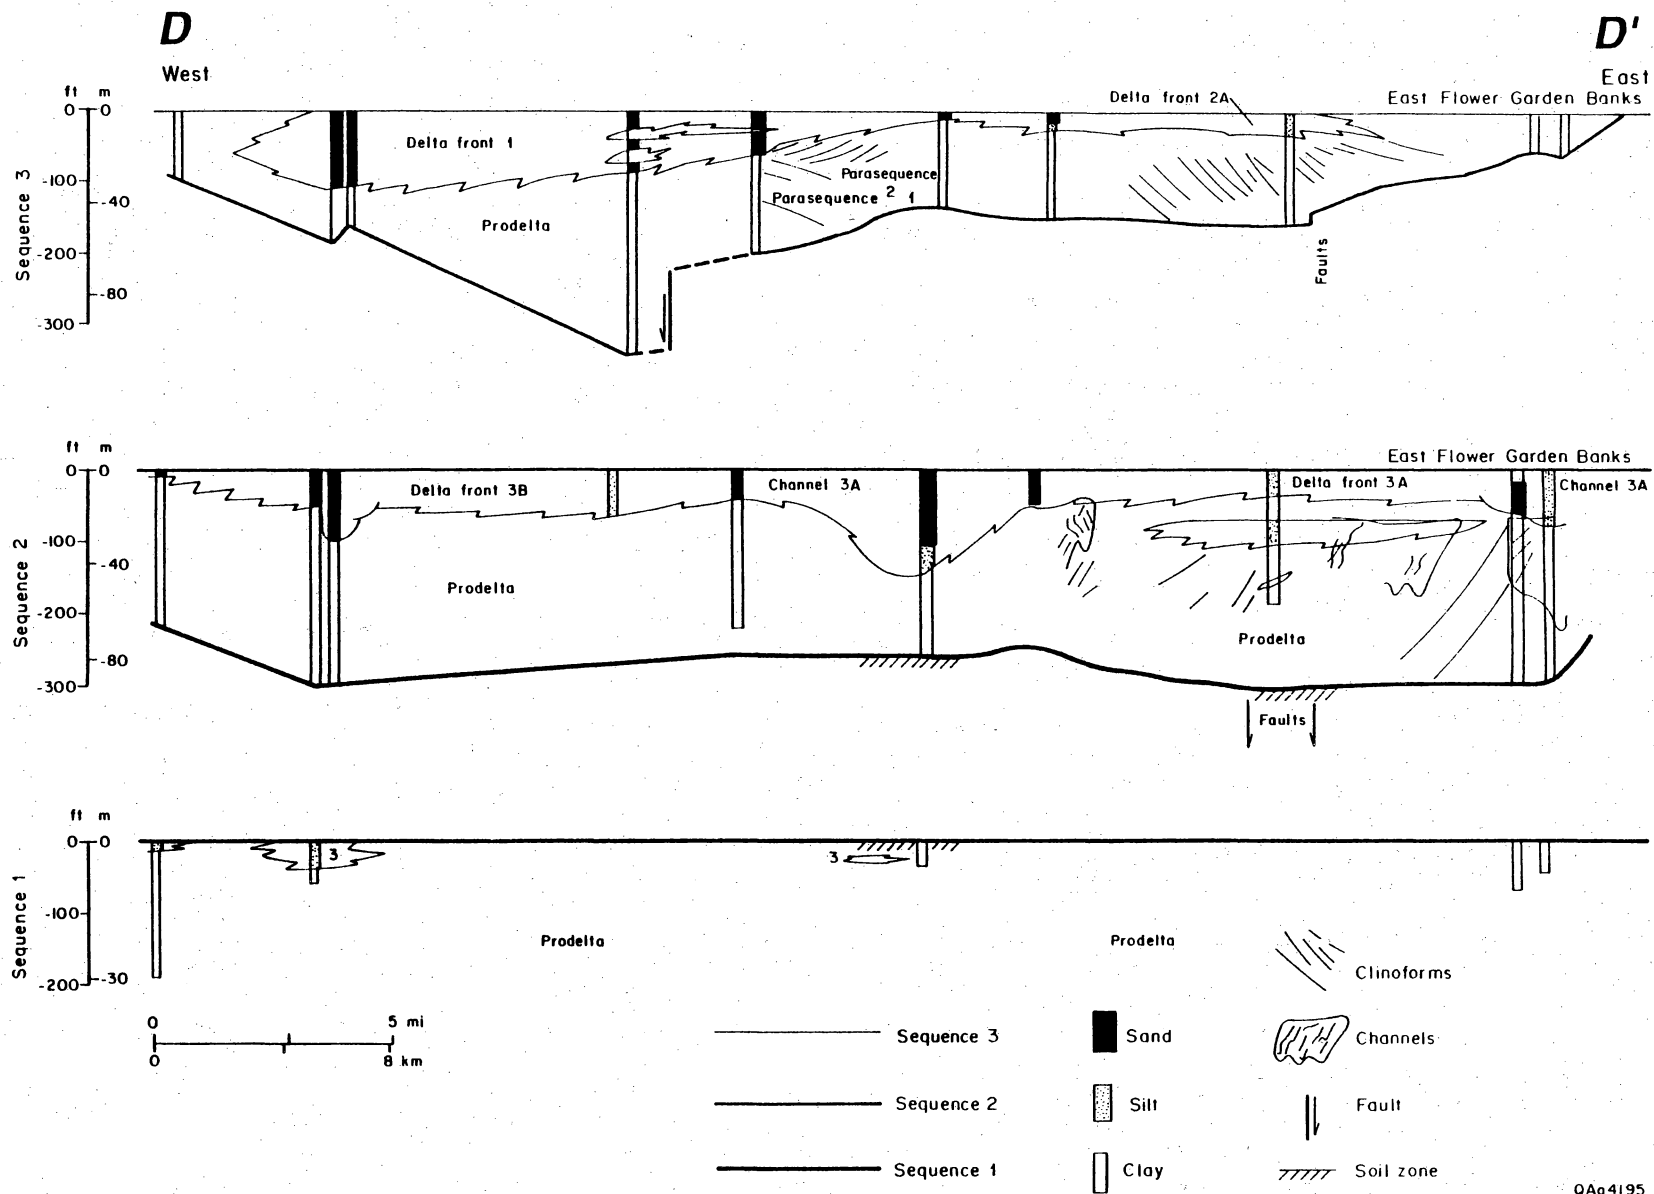 D
D'
West
East
ft m
East Flower Garden Banks
Delta front 2A
0 0
Delta front 1
-100
-40
-200
-80
-300
Sequence 3
Parasequence
2
Parasequence 1
Prodelta
Faults
ft m
East Flower Garden Banks
0 0
Delta front 3B
Channel 3A
Delta front 3A
Channel 3A
-100
-40
-200
-80
-300
Sequence 2
Prodelta
Prodelta
Faults
ft m
0 0
3
3
-100
-200 -30
Sequence 1
Prodelta
Prodelta
Clinoforms
0 5 mi
0 8 km
Sequence 3
Sand
Channels
Sequence 2
Silt
Fault
Sequence 1
Clay
Soil zone
QAa4195